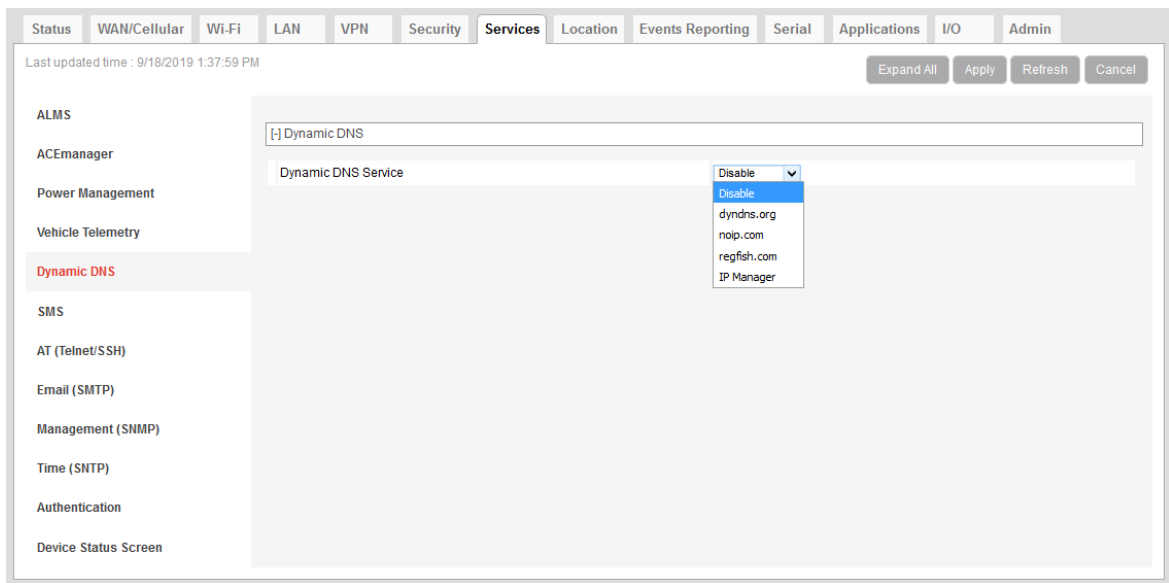 Status WAN/Cellular Wi-Fi LAN VPN Security Services Location Events Reporting Serial Applications I/O Admin
Last updated time : 9/18/2019 1:37:59 PM
Expand All Apply Refresh Cancel
ALMS
ACEmanager
Power Management
Vehicle Telemetry
Dynamic DNS
SMS
AT (Telnet/SSH)
Email (SMTP)
Management (SNMP)
Time (SNTP)
Authentication
Device Status Screen
[-] Dynamic DNS
Dynamic DNS Service Disable
Disable
dyndns.org
noip.com
regfish.com
IP Manager